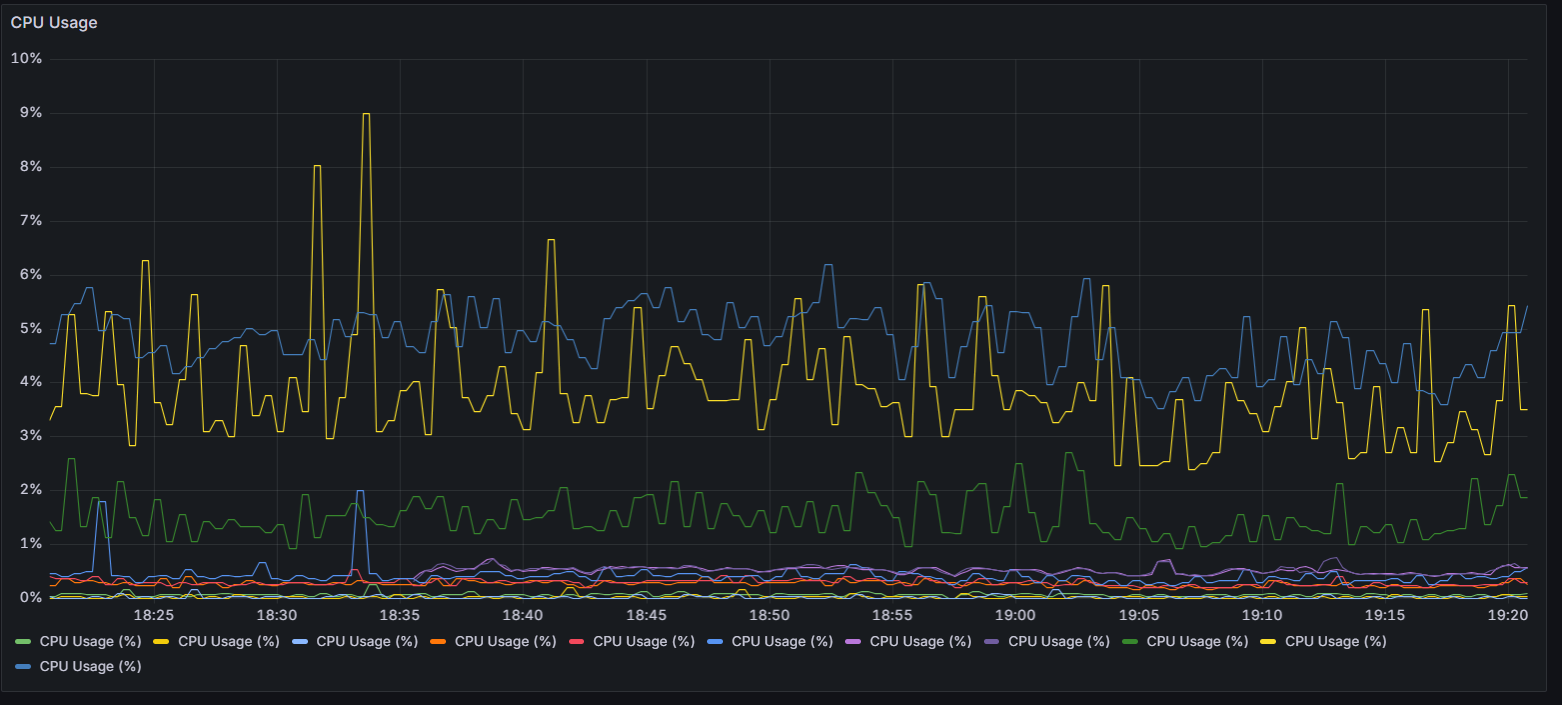 CPU Usage
10%
9%
8%
7%
6%
5%
4%
3%
2%
1%
0%
18:25 18:30 18:35 18:40 18:45 18:50 18:55 19:00 19:05 19:10 19:15 19:20
CPU Usage (%) CPU Usage (%) CPU Usage (%) CPU Usage (%) CPU Usage (%) CPU Usage (%) CPU Usage (%) CPU Usage (%) CPU Usage (%) CPU Usage (%)
CPU Usage (%)